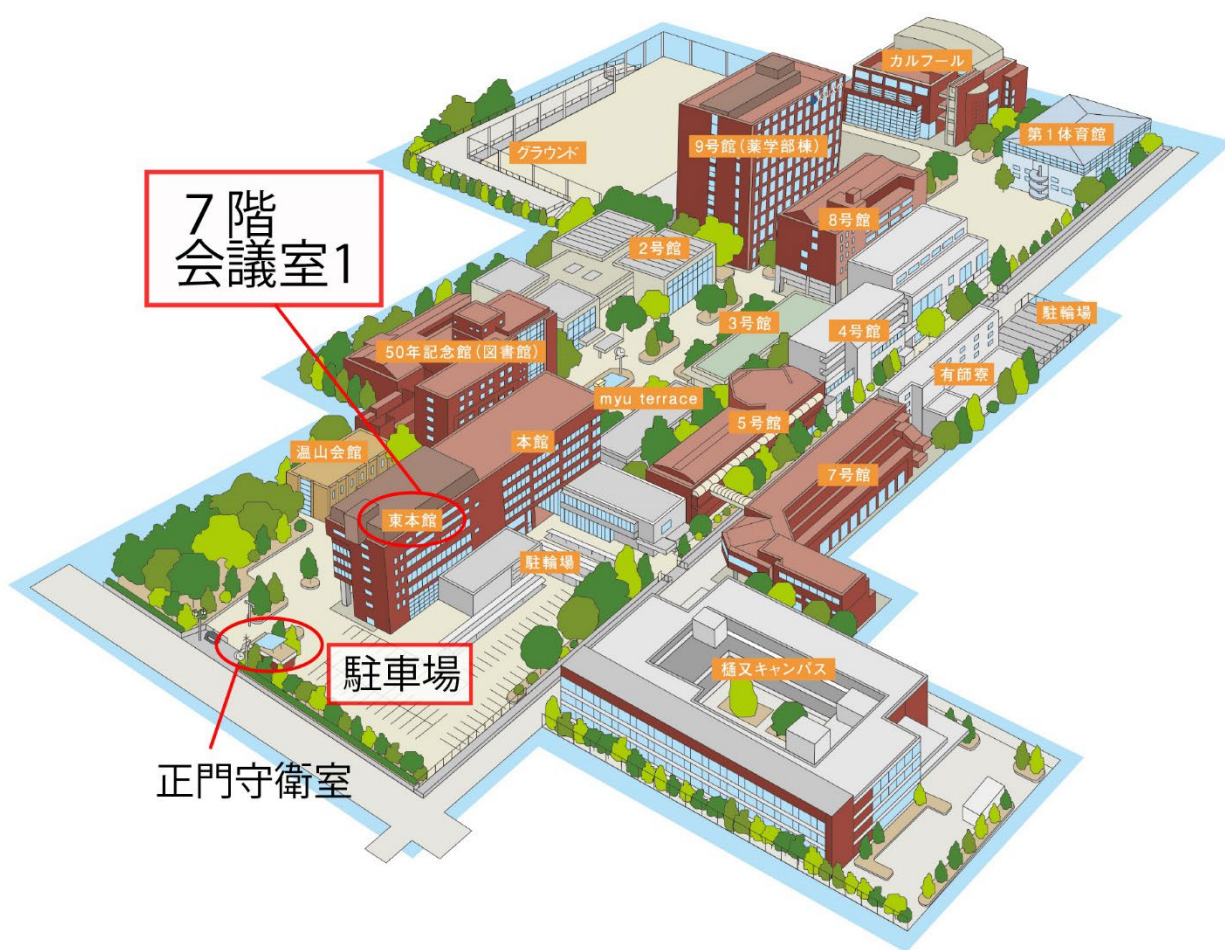 カルフール
第1体育館
9号館(薬学部棟)
グラウンド
8号館
7階
会議室1
2号館
3号館
4号館
駐輪場
50年記念館(図書館)
有師寮
myu terrace
5号館
本館
温山会館
7号館
東本館
駐輪場
駐車場
樋又キャンパス
正門守衛室